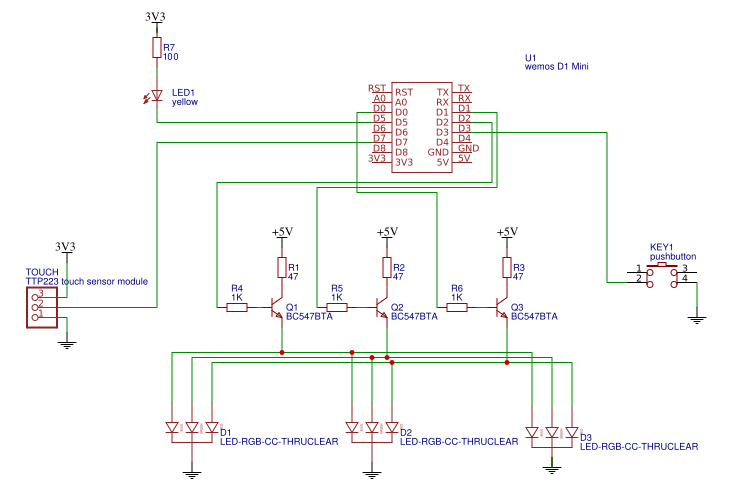 3V3
R7
100
LED1
yellow
U1
wemos D1 Mini
RST RST TX TX
A0 A0 RX RX
D0 D0 D1 D1
D5 D5 D2 D2
D6 D6 D3 D3
D7 D7 D4 D4
D8 D8 GND GND
3V3 3V3 5V 5V
3V3
TOUCH
TTP223 touch sensor module
3
2
1
KEY1
pushbutton
1 3
2 4
+5V +5V +5V
R1 R2 R3
47 47 47
R4 R5 R6
1K 1K 1K
Q1 Q2 Q3
BC547BTA BC547BTA BC547BTA
D1 D2 D3
LED-RGB-CC-THRUCLEAR LED-RGB-CC-THRUCLEAR LED-RGB-CC-THRUCLEAR